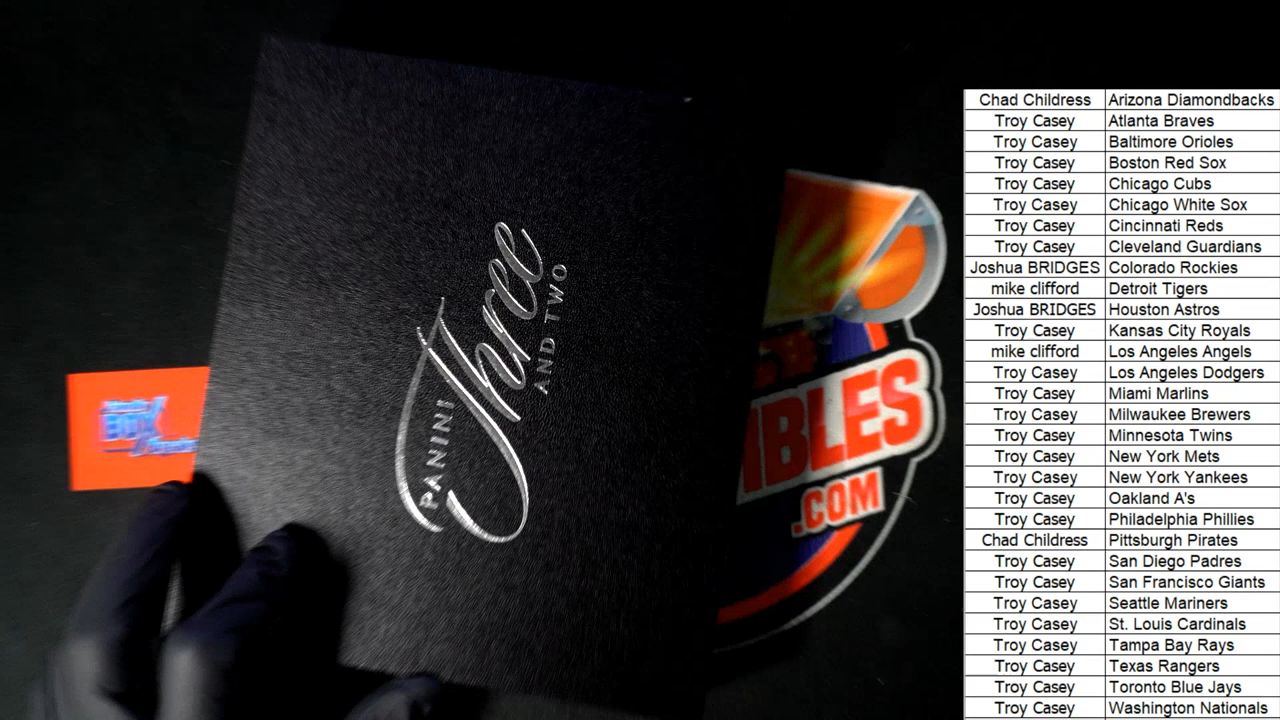 PANINI
Three
AND TWO
BOX
BLES
.COM
Chad Childress Arizona Diamondbacks
Troy Casey Atlanta Braves
Troy Casey Baltimore Orioles
Troy Casey Boston Red Sox
Troy Casey Chicago Cubs
Troy Casey Chicago White Sox
Troy Casey Cincinnati Reds
Troy Casey Cleveland Guardians
Joshua BRIDGES Colorado Rockies
mike clifford Detroit Tigers
Joshua BRIDGES Houston Astros
Troy Casey Kansas City Royals
mike clifford Los Angeles Angels
Troy Casey Los Angeles Dodgers
Troy Casey Miami Marlins
Troy Casey Milwaukee Brewers
Troy Casey Minnesota Twins
Troy Casey New York Mets
Troy Casey New York Yankees
Troy Casey Oakland A's
Troy Casey Philadelphia Phillies
Chad Childress Pittsburgh Pirates
Troy Casey San Diego Padres
Troy Casey San Francisco Giants
Troy Casey Seattle Mariners
Troy Casey St. Louis Cardinals
Troy Casey Tampa Bay Rays
Troy Casey Texas Rangers
Troy Casey Toronto Blue Jays
Troy Casey Washington Nationals